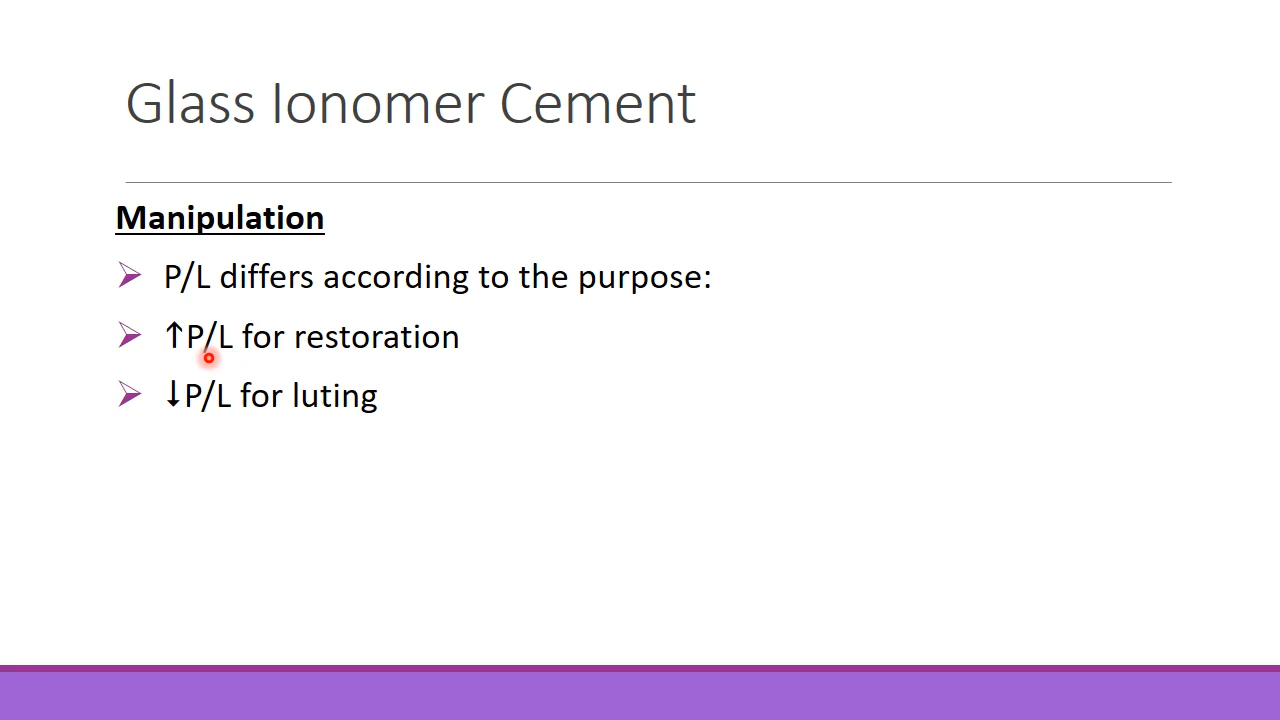 Glass Ionomer Cement
Manipulation
P/L differs according to the purpose:
↑P/L for restoration
↓P/L for luting